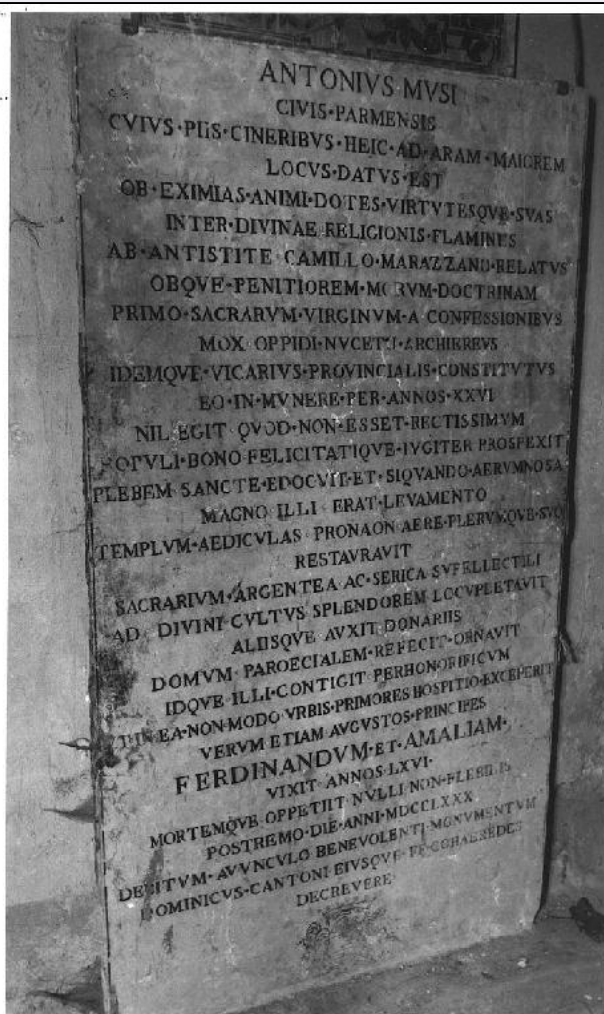 ANTONIVS·MVSI
CIVIS·PARMENSIS
CVIVS·PIIS·CINERIBVS·HEIC·AD·ARAM·MAIOREM
LOCVS·DATVS·EST
OB·EXIMIAS·ANIMI·DOTES·VIRTVTESQVE·SVAS
INTER·DIVINAE·RELIGIONIS·FLAMINES
AB·ANTISTITE CAMILLO·MARAZZANO·RELATVS
OBQVE·PENITIOREM·MORVM·DOCTRINAM
PRIMO·SACRARVM·VIRGINVM·A CONFESSIONIBVS
MOX OPPIDI·NVCETI·ARCHIEREVS
IDEMQVE·VICARIVS·PROVINCIALIS·CONSTITVTVS
EO·IN·MVNERE·PER·ANNOS·XXVI
NIL·EGIT QVOD·NON·ESSET·RECTISSIMVM
POPVLI·BONO FELICITATIQVE·IVGITER PROSPEXIT
PLEBEM SANCTE·EDOCVIT·ET·SIQVANDO·AERVMNOSA
MAGNO ILLI ERAT·LEVAMENTO
TEMPLVM·AEDICVLAS PRONAON AERE·PLERVMQVE·SVO
RESTAVRAVIT
SACRARIVM·ARGENTEA AC·SERICA SVPELLECTILI
AD DIVINI CVLTVS SPLENDOREM LOCVPLETAVIT
ALIISQVE AVXIT DONARIIS
DOMVM PAROECIALEM·REFECIT·ORNAVIT
IDQVE ILLI·CONTIGIT PERHONORIFICVM
EA·NON·MODO VRBIS·PRIMORES HOSPITIO·EXCEPERIT
VERVM ETIAM AVGVSTOS·PRINCIPES
FERDINANDVM·ET·AMALIAM·
VIXIT ANNOS·LXVI·
MORTEMQVE OPPETIIT NVLLI NON FLEBILIS
POSTREMO·DIE·ANNI·MDCCLXXX
DEBITVM·AVVNCVLO BENEVOLENTI MONVMENTVM
DOMINICVS·CANTONI EIVSQVE COHAEREDES
DECREVERE